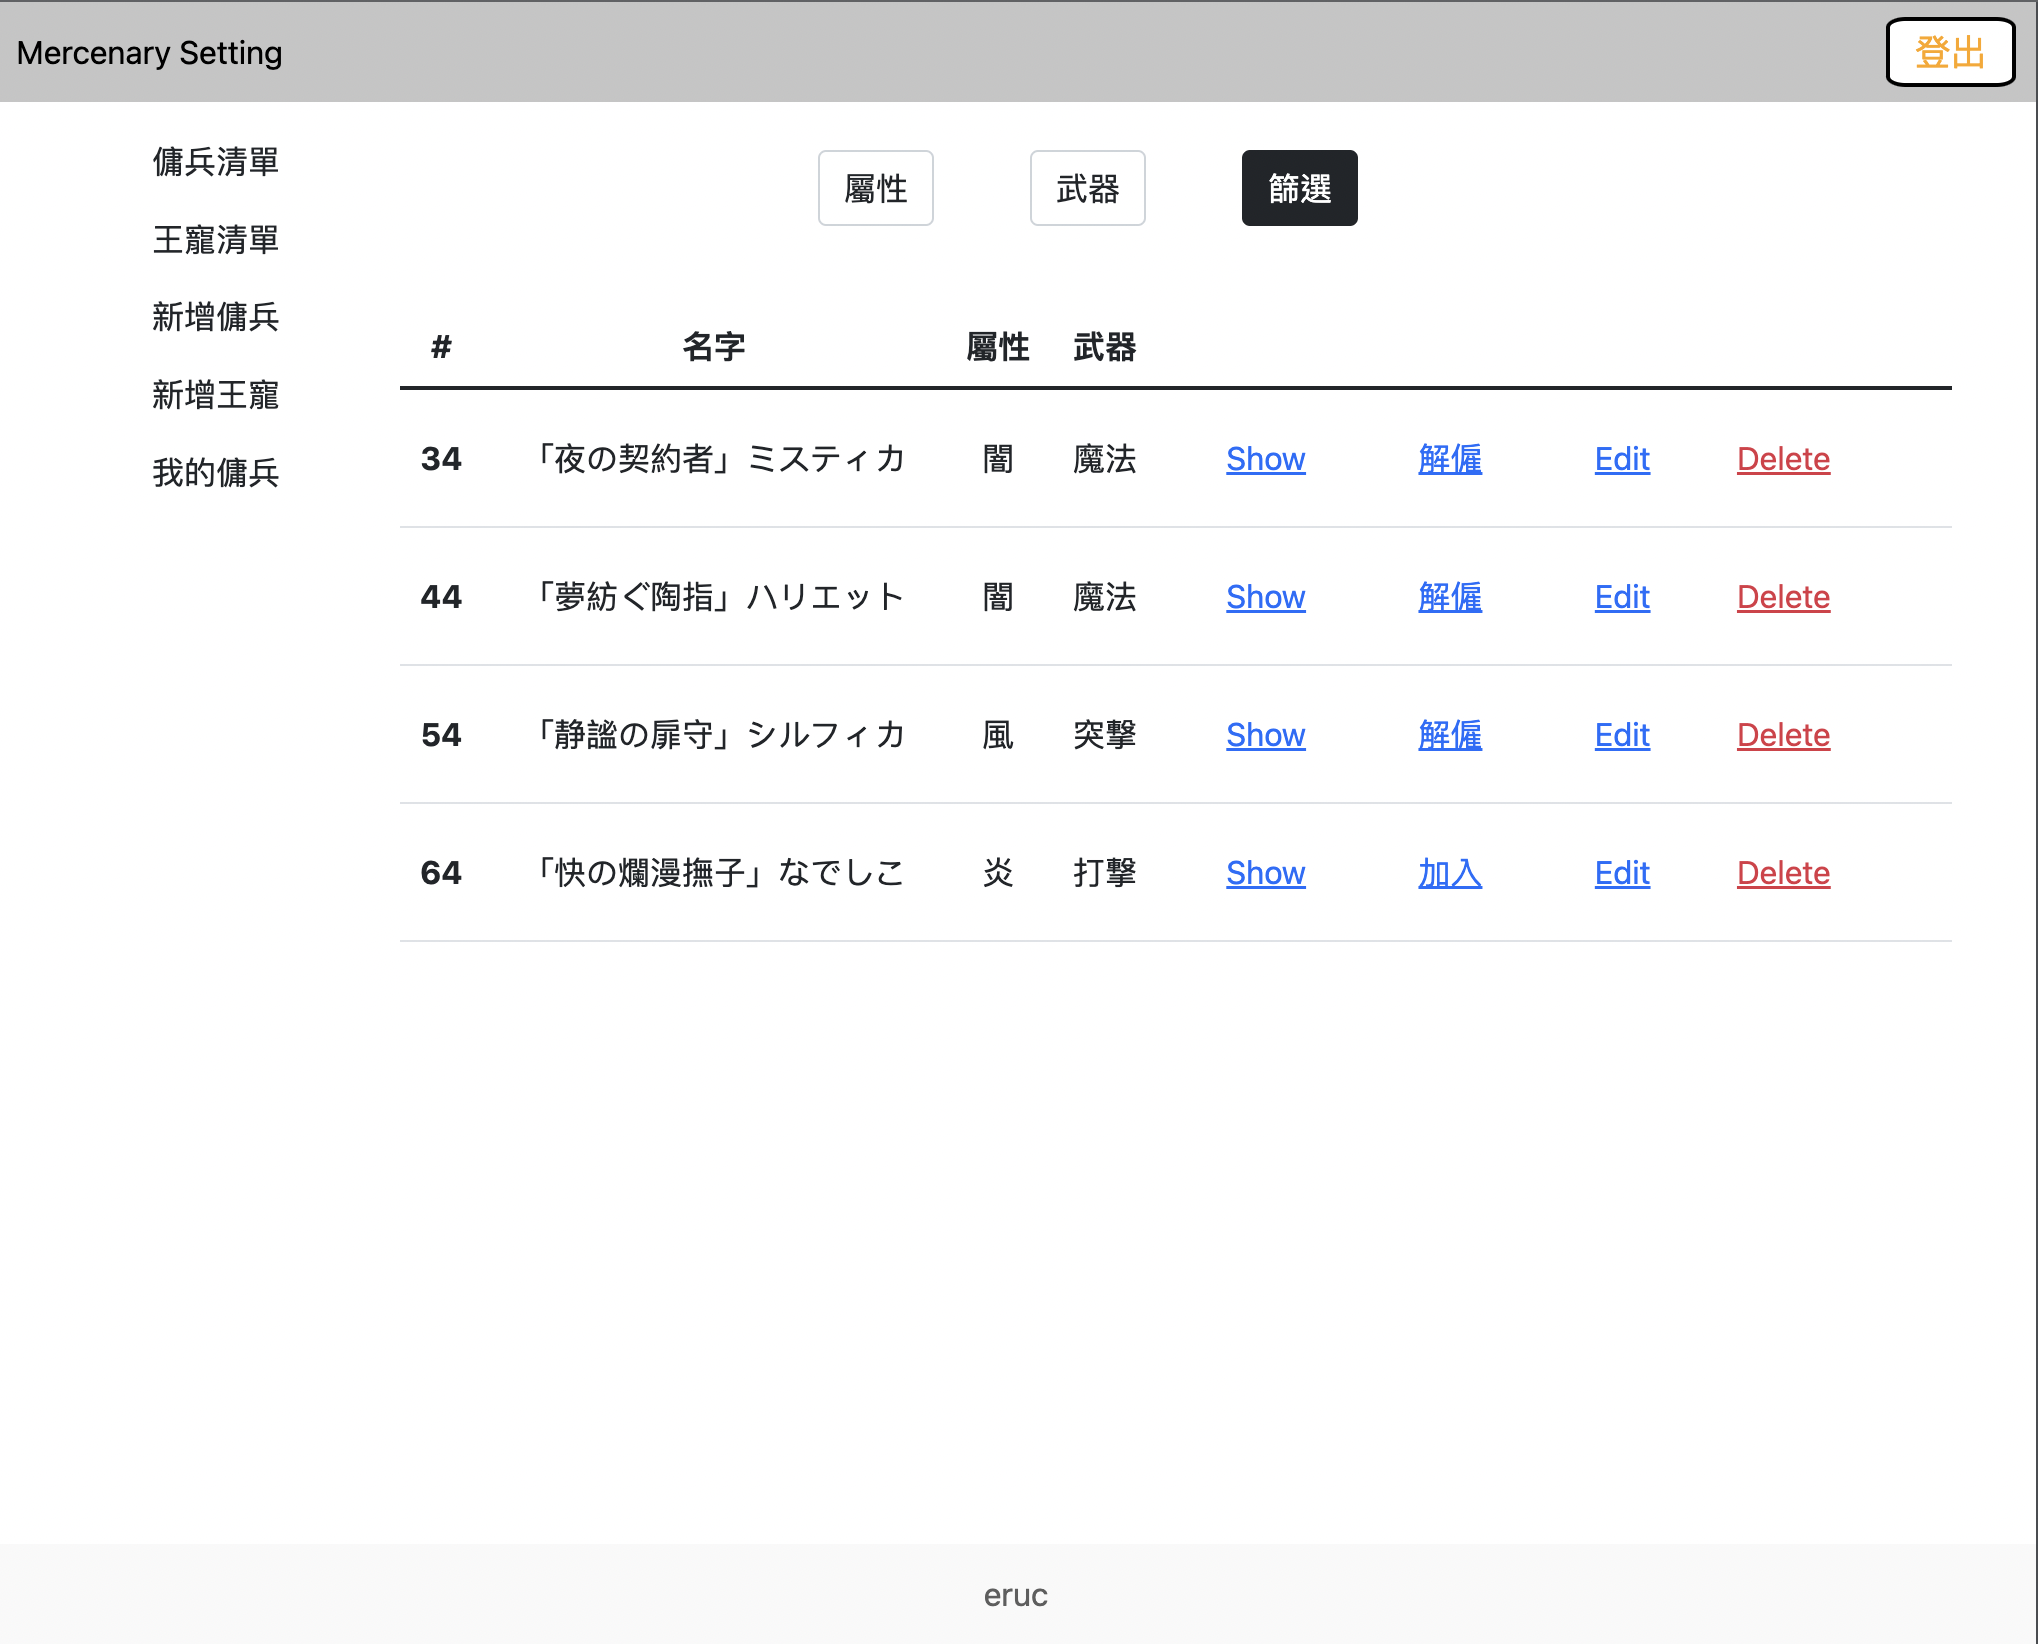 Mercenary Setting 登出
傭兵清單
王寵清單
新增傭兵
新增王寵
我的傭兵
屬性 武器 篩選
# 名字 屬性 武器
34 「夜の契約者」ミスティカ 闇 魔法 Show 解僱 Edit Delete
44 「夢紡ぐ陶指」ハリエット 闇 魔法 Show 解僱 Edit Delete
54 「静謐の扉守」シルフィカ 風 突撃 Show 解僱 Edit Delete
64 「怏の爛漫撫子」なでしこ 炎 打撃 Show 加入 Edit Delete
eruc